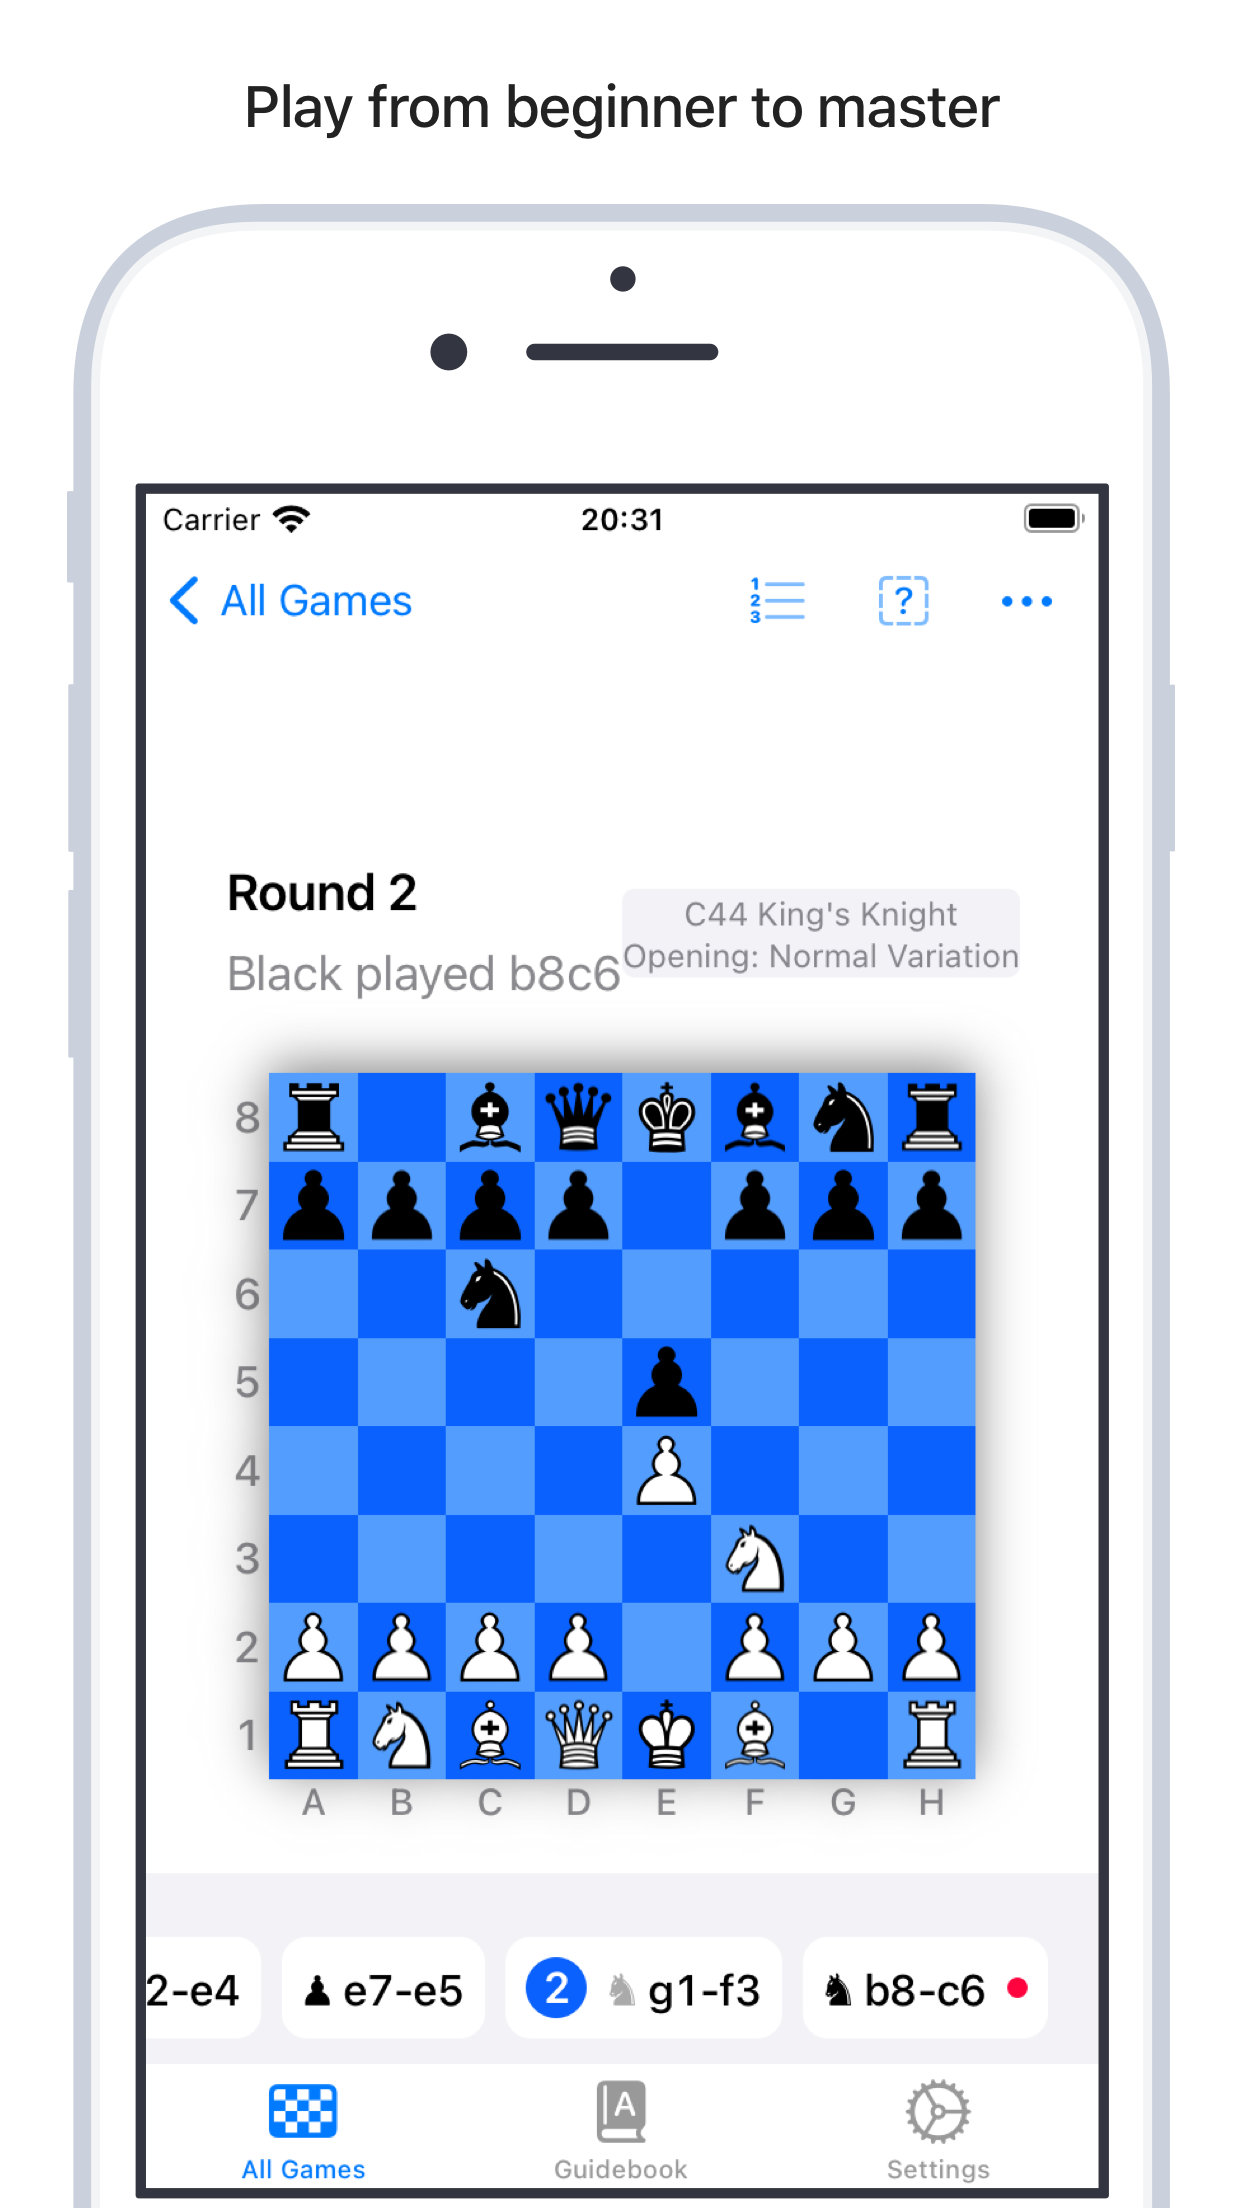 Play from beginner to master
Carrier
20:31
All Games
1
2
3
?
Round 2
C44 King's Knight
Opening: Normal Variation
Black played b8c6
8
7
6
5
4
3
2
1
A B C D E F G H
2-e4
e7-e5
2 g1-f3
b8-c6
A
All Games
Guidebook
Settings